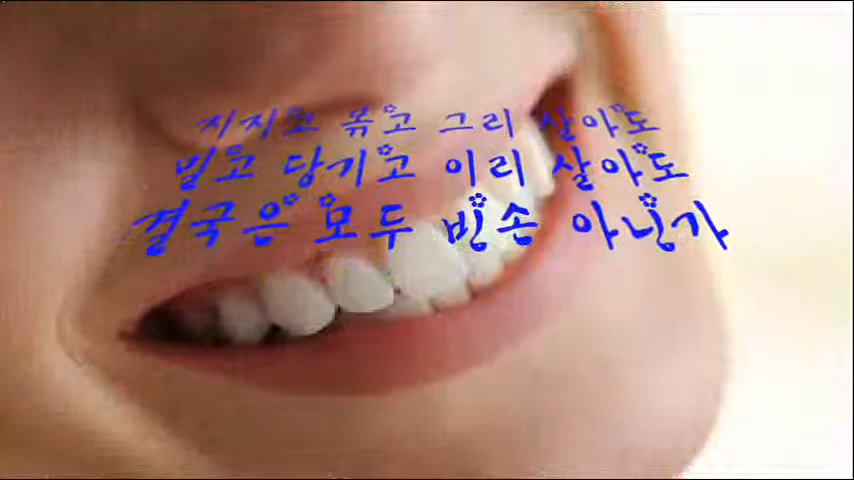 지지고 볶고 그리 살아도
밀고 당기고 이리 살아도
결국은 모두 빈손 아닌가